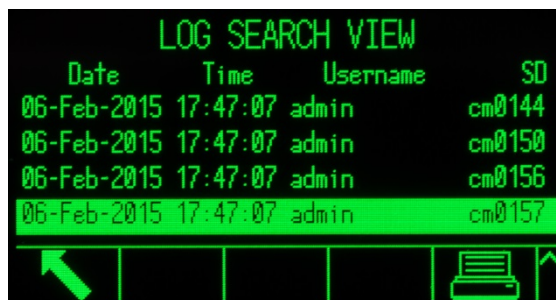 LOG SEARCH VIEW
Date Time Username SD
06-Feb-2015 17:47:07 admin cm0144
06-Feb-2015 17:47:07 admin cm0150
06-Feb-2015 17:47:07 admin cm0156
06-Feb-2015 17:47:07 admin cm0157